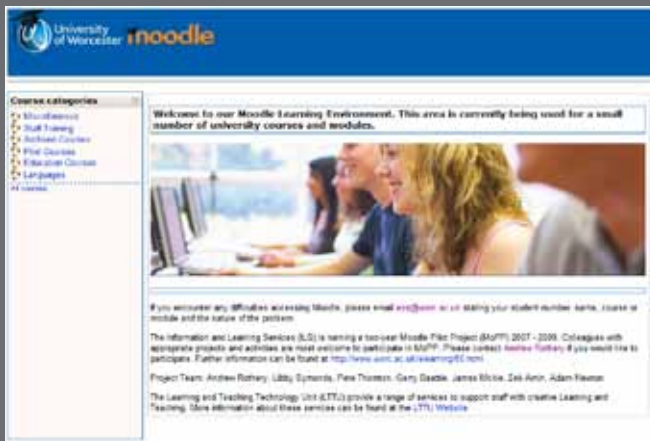 University
of Worcester moodle
Course categories
Miscellaneous
Staff Training
Archived Courses
Pilot Courses
Education Courses
Languages
Welcome to our Moodle Learning Environment. This area is currently being used for a small
number of university courses and modules.
If you encounter any difficulties accessing Moodle, please email stating your student number, name, course or
module and the nature of the problem
The Information and Learning Services (ILS) is running a two-year Moodle Pilot Project (MoPP) 2007 - 2009. Colleagues with
appropriate projects and activities are most welcome to participate in MoPP. Please contact Andrew Rothery if you would like to
participate. Further information can be found at
Project Team: Andrew Rothery, Libby Symonds, Pete Thornton, Garry Beattie, James Mickie, Zeb Amin, Adam Newton
The Learning and Teaching Technology Unit (LTTU) provide a range of services to support staff with creative Learning and
Teaching. More information about these services can be found at the LTTU Website